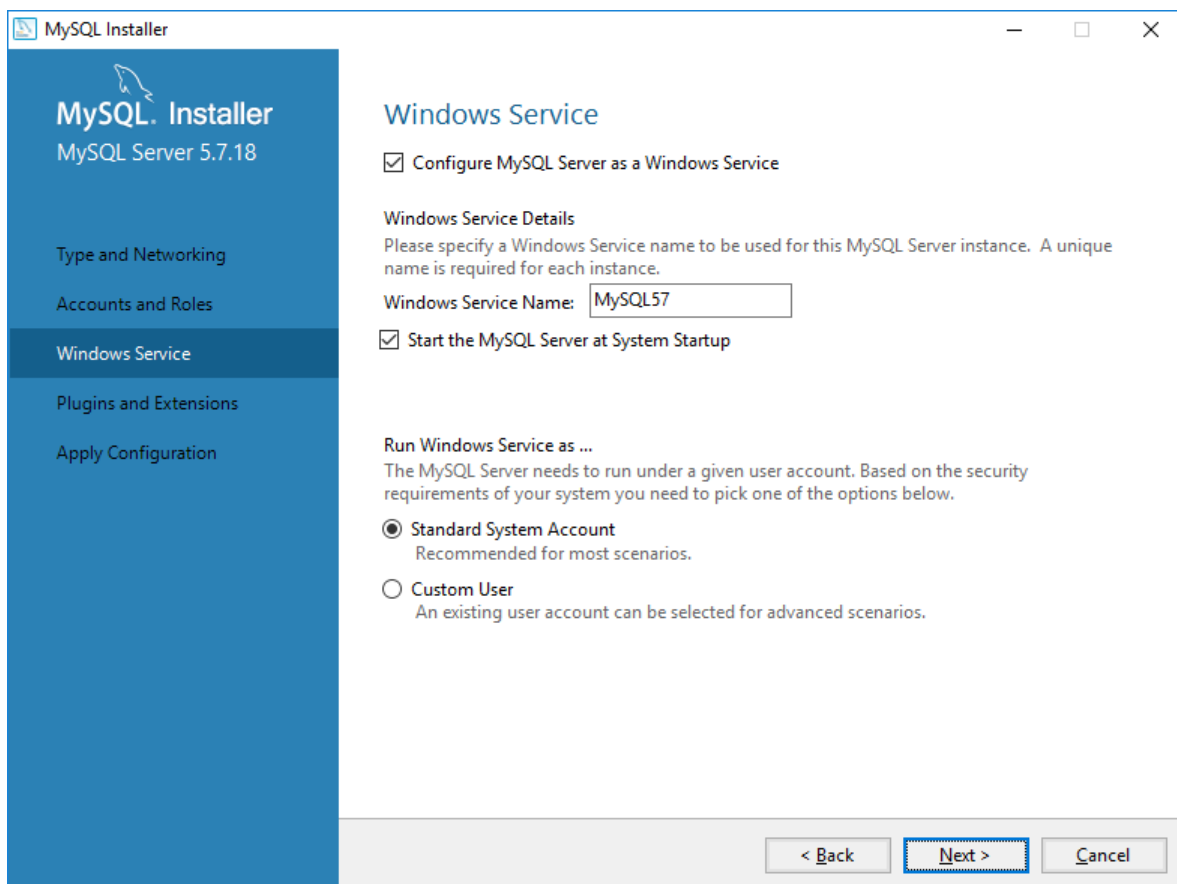 MySQL Installer
MySQL. Installer
MySQL Server 5.7.18
Type and Networking
Accounts and Roles
Windows Service
Plugins and Extensions
Apply Configuration
Windows Service
Configure MySQL Server as a Windows Service
Windows Service Details
Please specify a Windows Service name to be used for this MySQL Server instance. A unique
name is required for each instance.
Windows Service Name: MySQL57
Start the MySQL Server at System Startup
Run Windows Service as ...
The MySQL Server needs to run under a given user account. Based on the security
requirements of your system you need to pick one of the options below.
Standard System Account
Recommended for most scenarios.
Custom User
An existing user account can be selected for advanced scenarios.
< Back Next > Cancel